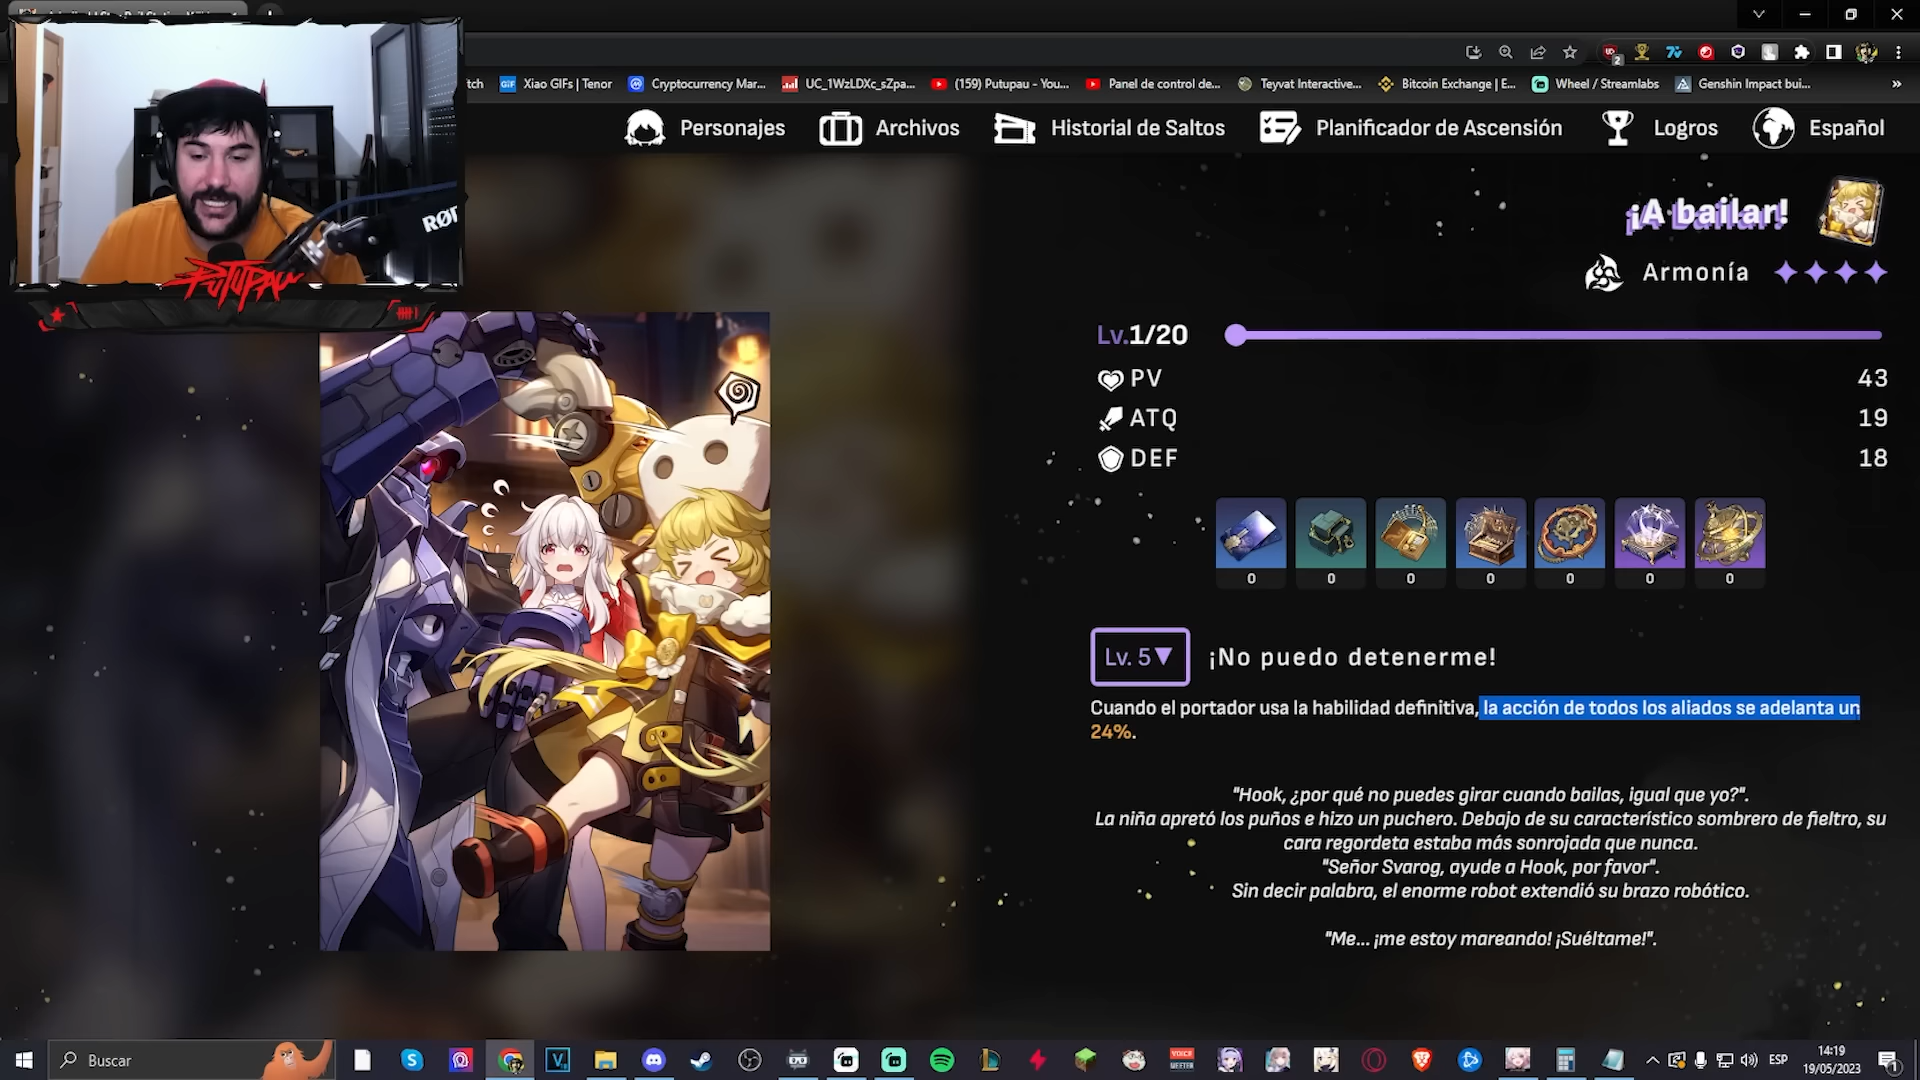 tch
GIF Xiao GIFs | Tenor
Cryptocurrency Mar...
UC_1WzLDXc_sZpa...
(159) Putupau - You...
Panel de control de...
Teyvat Interactive...
Bitcoin Exchange | E...
Wheel / Streamlabs
Genshin Impact bui...
»
Personajes
Archivos
Historial de Saltos
Planificador de Ascensión
Logros
Español
RØD
PUTUPAU
¡A bailar!
Armonía
Lv.1/20
PV 43
ATQ 19
DEF 18
0 0 0 0 0 0 0
Lv. 5▼ ¡No puedo detenerme!
Cuando el portador usa la habilidad definitiva, la acción de todos los aliados se adelanta un
24%.
"Hook, ¿por qué no puedes girar cuando bailas, igual que yo?".
La niña apretó los puños e hizo un puchero. Debajo de su característico sombrero de fieltro, su
cara regordeta estaba más sonrojada que nunca.
"Señor Svarog, ayude a Hook, por favor".
Sin decir palabra, el enorme robot extendió su brazo robótico.
"Me... ¡me estoy mareando! ¡Suéltame!".
Buscar
ESP
14:19
19/05/2023
1